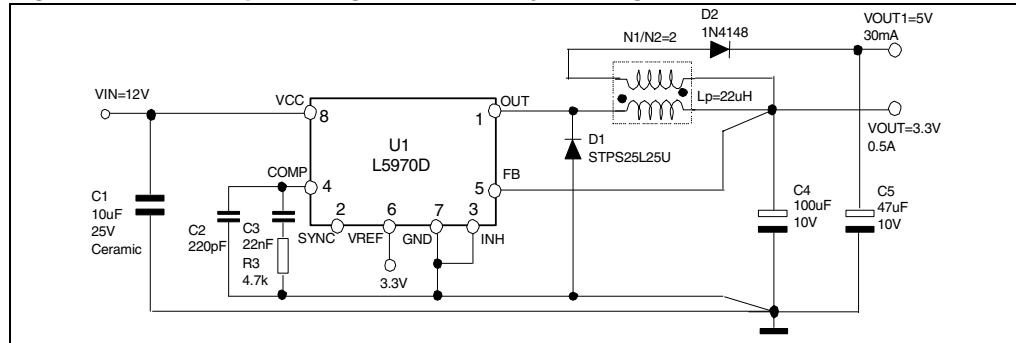 D2
1N4148
VOUT1=5V
30mA
N1/N2=2
VIN=12V
VCC
8
OUT
1
Lp=22uH
U1
L5970D
D1
STPS25L25U
VOUT=3.3V
0.5A
COMP
4
FB
5
C1
10uF
25V
Ceramic
C2
220pF
C3
22nF
R3
4.7k
2
6
7
3
SYNC
VREF
GND
INH
3.3V
C4
100uF
10V
C5
47uF
10V